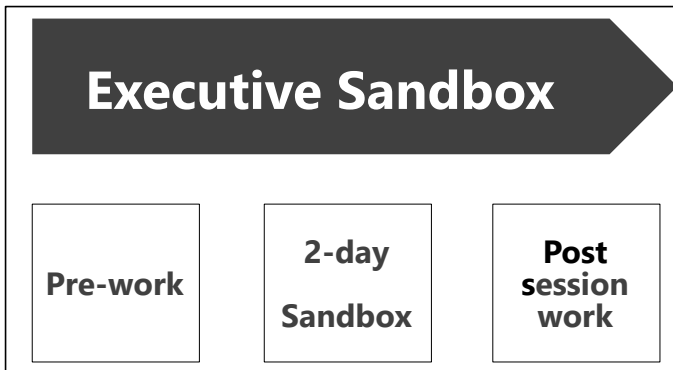 Executive Sandbox
Pre-work
2-day
Sandbox
Post
session
work